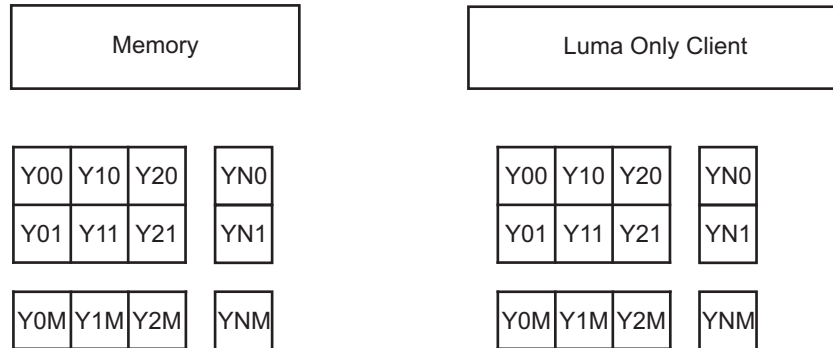 Memory Luma Only Client
Y00 Y10 Y20 YN0 Y00 Y10 Y20 YN0
Y01 Y11 Y21 YN1 Y01 Y11 Y21 YN1
Y0M Y1M Y2M YNM Y0M Y1M Y2M YNM